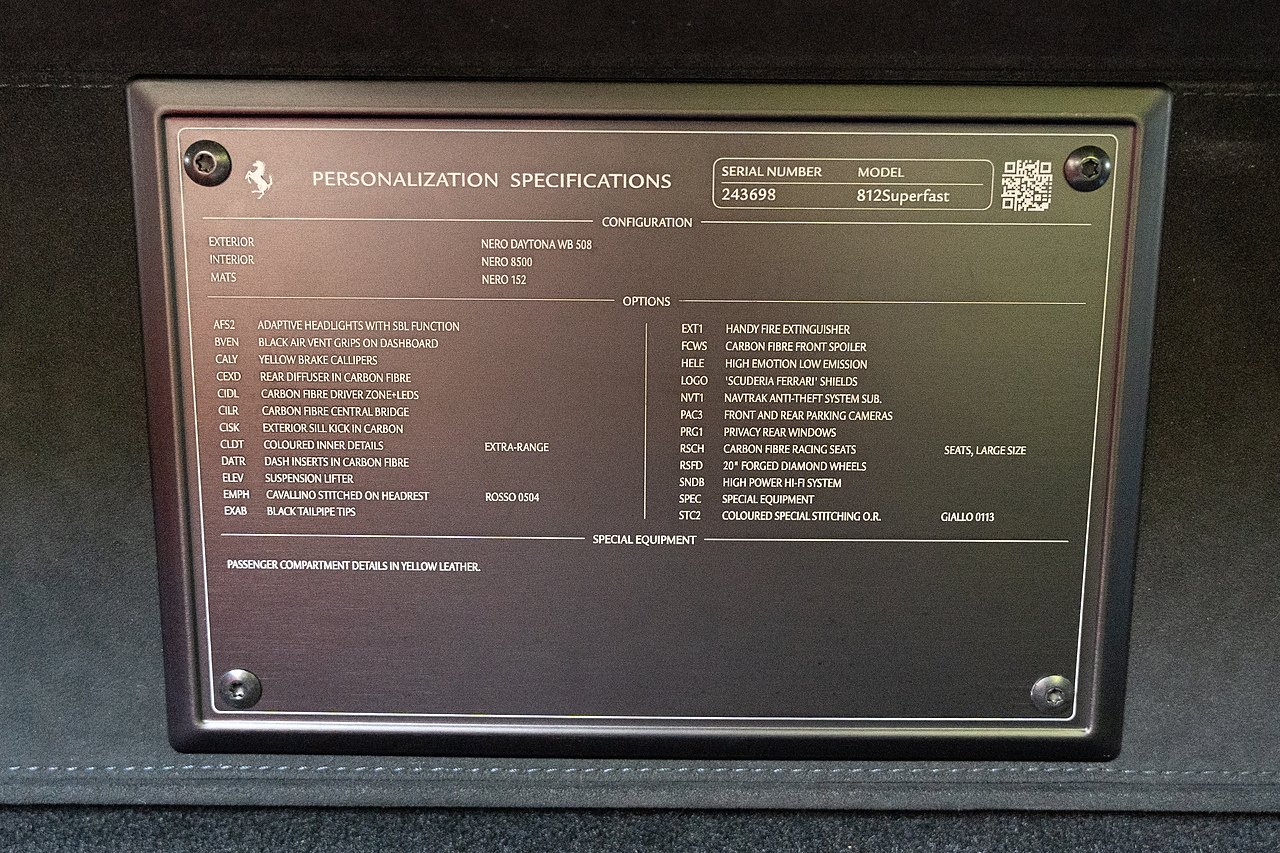 PERSONALIZATION SPECIFICATIONS
SERIAL NUMBER MODEL
243698 812Superfast
CONFIGURATION
EXTERIOR NERO DAYTONA WB 508
INTERIOR NERO 8500
MATS NERO 152
OPTIONS
AFS2 ADAPTIVE HEADLIGHTS WITH SBL FUNCTION
BVEN BLACK AIR VENT GRIPS ON DASHBOARD
CALY YELLOW BRAKE CALLIPERS
CEXD REAR DIFFUSER IN CARBON FIBRE
CIDL CARBON FIBRE DRIVER ZONE+LEDS
CILR CARBON FIBRE CENTRAL BRIDGE
CISK EXTERIOR SILL KICK IN CARBON
CLDT COLOURED INNER DETAILS EXTRA-RANGE
DATR DASH INSERTS IN CARBON FIBRE
ELEV SUSPENSION LIFTER
EMPH CAVALLINO STITCHED ON HEADREST ROSSO 0504
EXAB BLACK TAILPIPE TIPS
EXT1 HANDY FIRE EXTINGUISHER
FCWS CARBON FIBRE FRONT SPOILER
HELE HIGH EMOTION LOW EMISSION
LOGO 'SCUDERIA FERRARI' SHIELDS
NVT1 NAVTRAK ANTI-THEFT SYSTEM SUB.
PAC3 FRONT AND REAR PARKING CAMERAS
PRG1 PRIVACY REAR WINDOWS
RSCH CARBON FIBRE RACING SEATS SEATS, LARGE SIZE
RSFD 20" FORGED DIAMOND WHEELS
SNDB HIGH POWER HI-FI SYSTEM
SPEC SPECIAL EQUIPMENT
STC2 COLOURED SPECIAL STITCHING O.R. GIALLO 0113
SPECIAL EQUIPMENT
PASSENGER COMPARTMENT DETAILS IN YELLOW LEATHER.